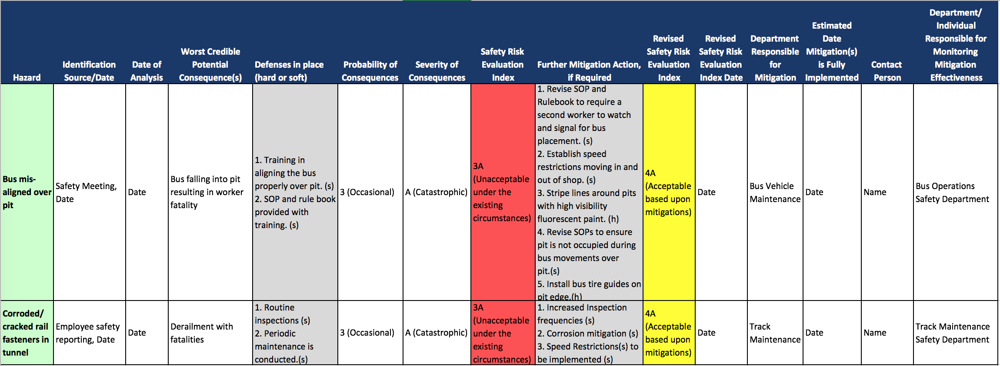 Hazard
Identification
Source/Date
Date of
Analysis
Worst Credible
Potential
Consequence(s)
Defenses in place
(hard or soft)
Probability of
Consequences
Severity of
Consequences
Safety Risk
Evaluation
Index
Further Mitigation Action,
if Required
Revised
Safety Risk
Evaluation
Index
Revised
Safety Risk
Evaluation
Index Date
Department
Responsible
for
Mitigation
Estimated
Date
Mitigation(s)
is Fully
Implemented
Contact
Person
Department/
Individual
Responsible for
Monitoring
Mitigation
Effectiveness
Bus mis-
aligned over
pit
Safety Meeting,
Date
Date
Bus falling into pit
resulting in worker
fatality
1. Training in
aligning the bus
properly over pit. (s)
2. SOP and rule book
provided with
training. (s)
3 (Occasional)
A (Catastrophic)
3A
(Unacceptable
under the
existing
circumstances)
1. Revise SOP and
Rulebook to require a
second worker to watch
and signal for bus
placement. (s)
2. Establish speed
restrictions moving in and
out of shop. (s)
3. Stripe lines around pits
with high visibility
fluorescent paint. (h)
4. Revise SOPs to ensure
pit is not occupied during
bus movements over
pit.(s)
5. Install bus tire guides on
pit edge.(h)
4A
(Acceptable
based upon
mitigations)
Date
Bus Vehicle
Maintenance
Date
Name
Bus Operations
Safety Department
Corroded/
cracked rail
fasteners in
tunnel
Employee safety
reporting, Date
Date
Derailment with
fatalities
1. Routine
inspections (s)
2. Periodic
maintenance is
conducted.(s)
3 (Occasional)
A (Catastrophic)
3A
(Unacceptable
under the
existing
circumstances)
1. Increased Inspection
frequencies (s)
2. Corrosion mitigation (s)
3. Speed Restrictions(s) to
be implemented (s)
4A
(Acceptable
based upon
mitigations)
Date
Track
Maintenance
Date
Name
Track Maintenance
Safety Department